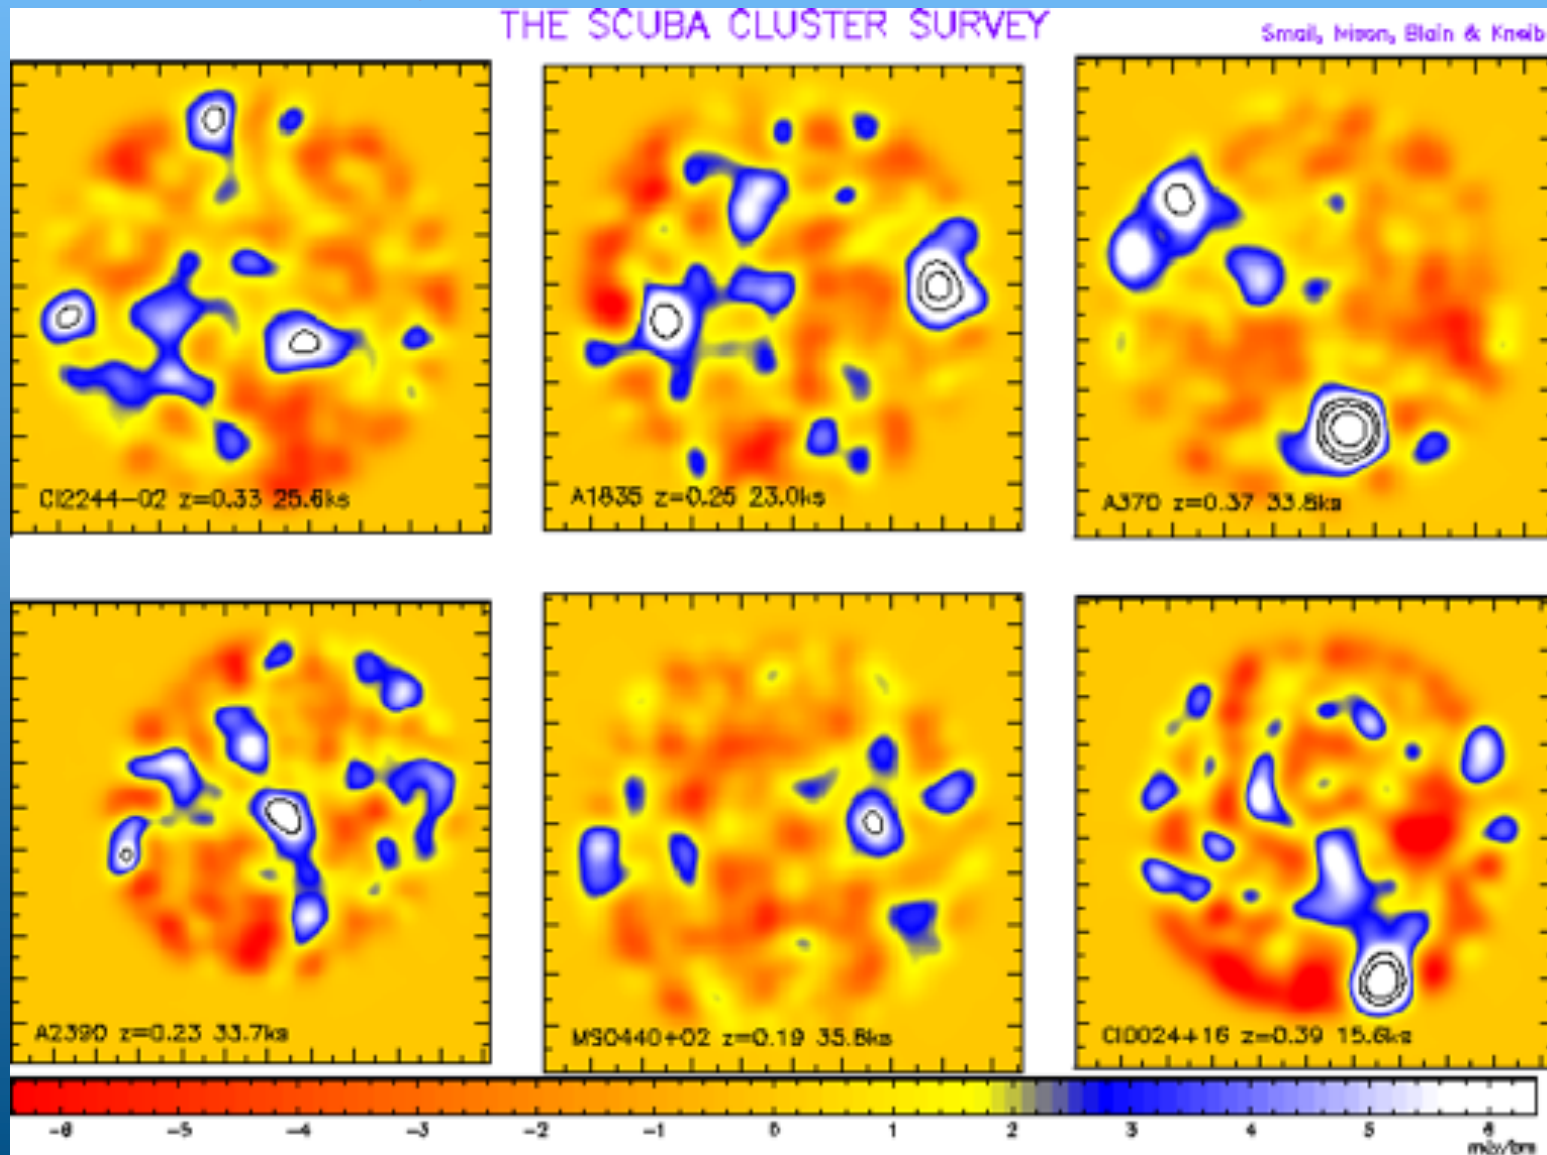 THE SCUBA CLUSTER SURVEY
Smail, Ivison, Blain & Kneib
Cl2244-02 z=0.33 25.6ks
A1835 z=0.25 23.0ks
A370 z=0.37 33.8ks
A2390 z=0.23 33.7ks
MS0440+02 z=0.19 35.8ks
Cl0024+16 z=0.39 15.6ks
-6 -5 -4 -3 -2 -1 0 1 2 3 4 5 6
mJy/bm